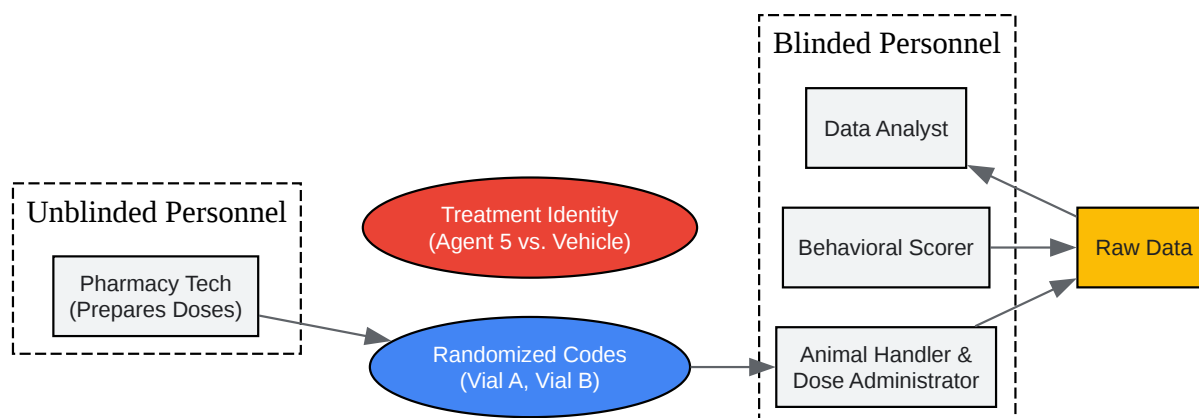 Blinded Personnel
Data Analyst
Unblinded Personnel
Pharmacy Tech
(Prepares Doses)
Treatment Identity
(Agent 5 vs. Vehicle)
Randomized Codes
(Vial A, Vial B)
Behavioral Scorer
Raw Data
Animal Handler &
Dose Administrator